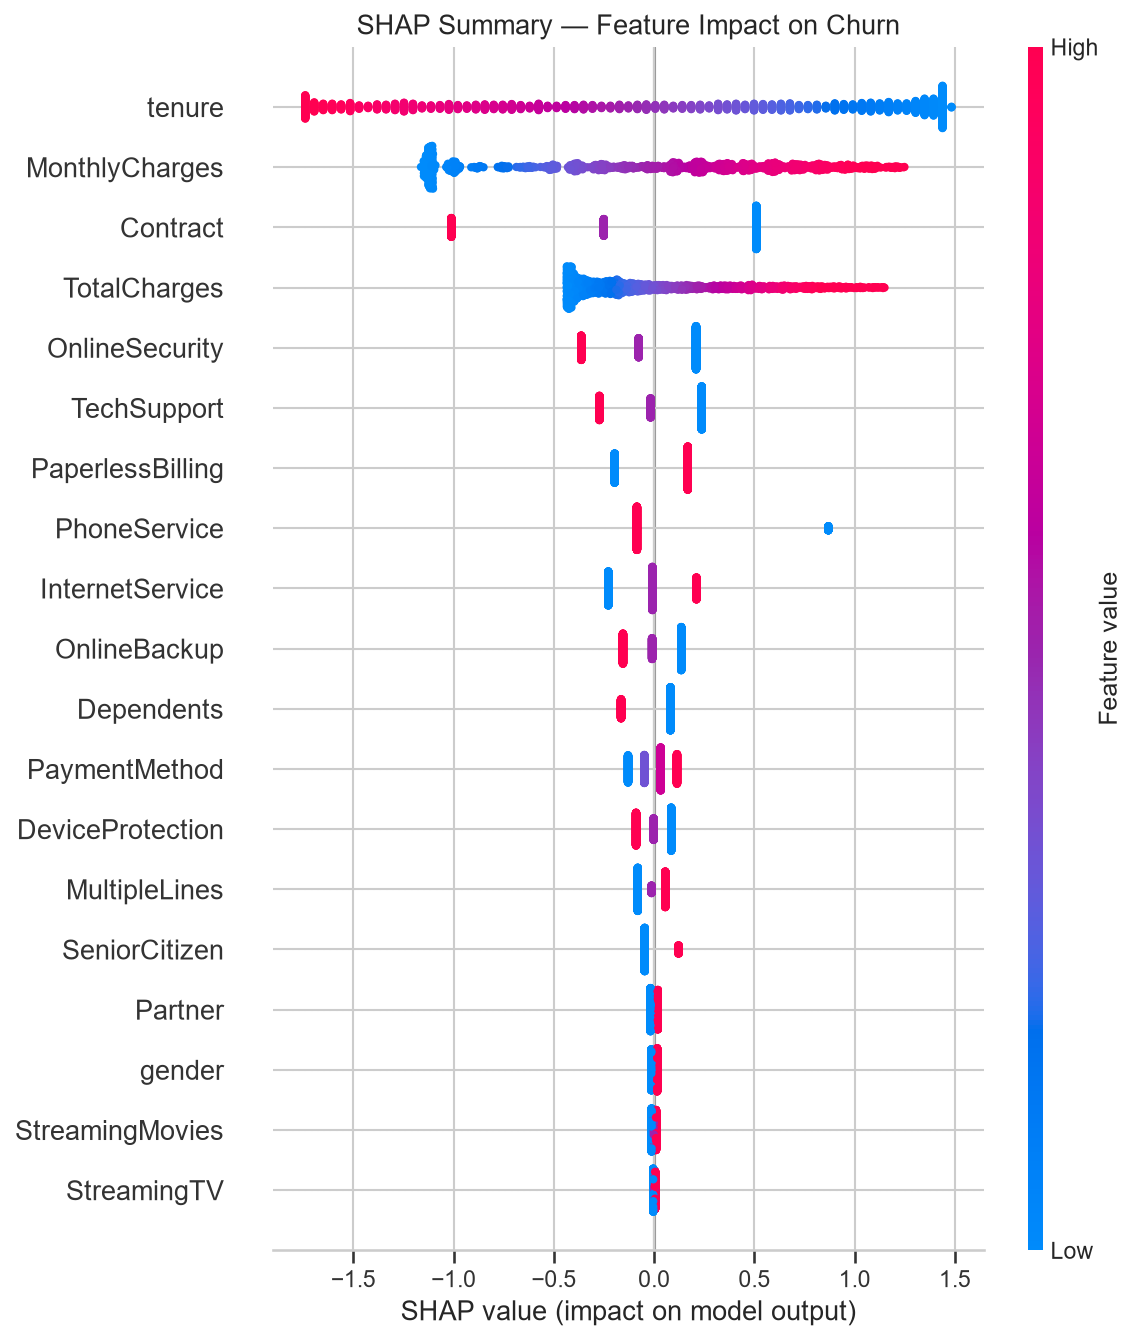 SHAP Summary — Feature Impact on Churn
High
tenure
MonthlyCharges
Contract
TotalCharges
OnlineSecurity
TechSupport
PaperlessBilling
PhoneService
InternetService
OnlineBackup
Dependents
PaymentMethod
DeviceProtection
MultipleLines
SeniorCitizen
Partner
gender
StreamingMovies
StreamingTV
Feature value
Low
−1.5 −1.0 −0.5 0.0 0.5 1.0 1.5
SHAP value (impact on model output)